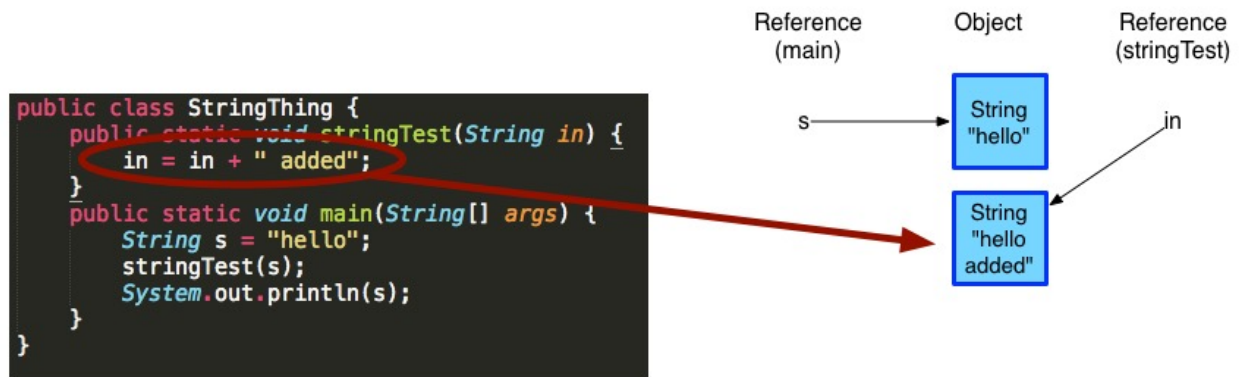 public class StringThing {
public static void stringTest(String in) {
in = in + " added";
}
public static void main(String[] args) {
String s = "hello";
stringTest(s);
System.out.println(s);
}
}
Reference
(main)
Object
Reference
(stringTest)
s
String
"hello"
in
String
"hello
added"